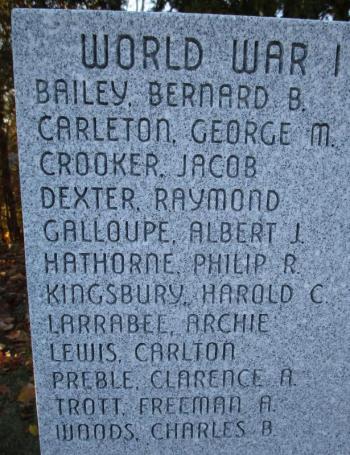 WORLD WAR I
BAILEY, BERNARD B.
CARLETON, GEORGE M.
CROOKER, JACOB
DEXTER, RAYMOND
GALLOUPE, ALBERT J.
HATHORNE, PHILIP R.
KINGSBURY, HAROLD C.
LARRABEE, ARCHIE
LEWIS, CARLTON
PREBLE, CLARENCE A.
TROTT, FREEMAN A.
WOODS, CHARLES B.